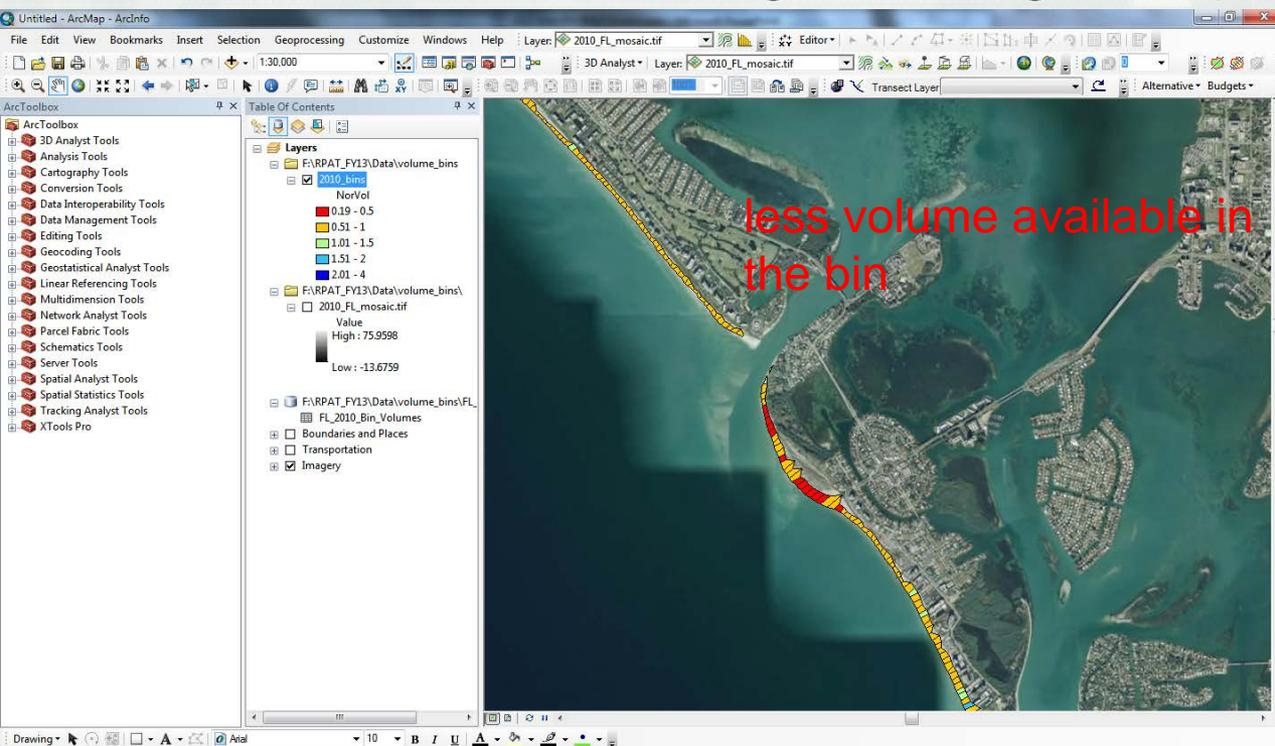 Untitled - ArcMap - ArcInfo
File Edit View Bookmarks Insert Selection Geoprocessing Customize Windows Help Layer: 2010_FL_mosaic.tif Editor
1:30,000 3D Analyst Layer: 2010_FL_mosaic.tif
Transect Layer Alternative Budgets
ArcToolbox
ArcToolbox
3D Analyst Tools
Analysis Tools
Cartography Tools
Conversion Tools
Data Interoperability Tools
Data Management Tools
Editing Tools
Geocoding Tools
Geostatistical Analyst Tools
Linear Referencing Tools
Multidimension Tools
Network Analyst Tools
Parcel Fabric Tools
Schematics Tools
Server Tools
Spatial Analyst Tools
Spatial Statistics Tools
Tracking Analyst Tools
XTools Pro
Table Of Contents
Layers
F:\RPAT_FY13\Data\volume_bins
2010_bins
NorVol
0.19 - 0.5
0.51 - 1
1.01 - 1.5
1.51 - 2
2.01 - 4
F:\RPAT_FY13\Data\volume_bins\
2010_FL_mosaic.tif
Value
High : 75.9598
Low : -13.6759
F:\RPAT_FY13\Data\volume_bins\FL_
FL_2010_Bin_Volumes
Boundaries and Places
Transportation
Imagery
less volume available in
the bin
Drawing A Arial 10 B I U A